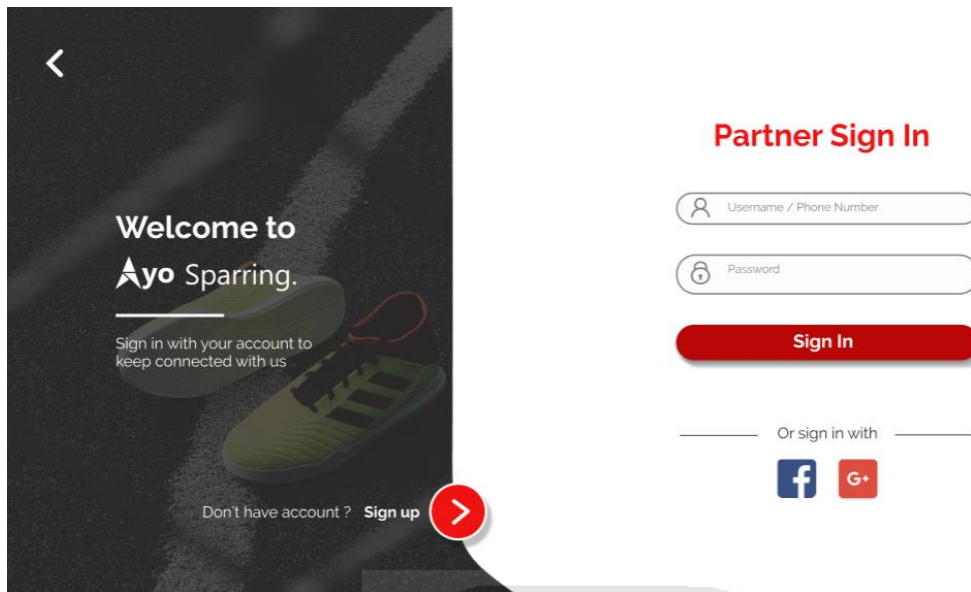 Welcome to
Ayo Sparring.
Sign in with your account to
keep connected with us
Don't have account ? Sign up
Partner Sign In
Username / Phone Number
Password
Sign In
Or sign in with
f
G+